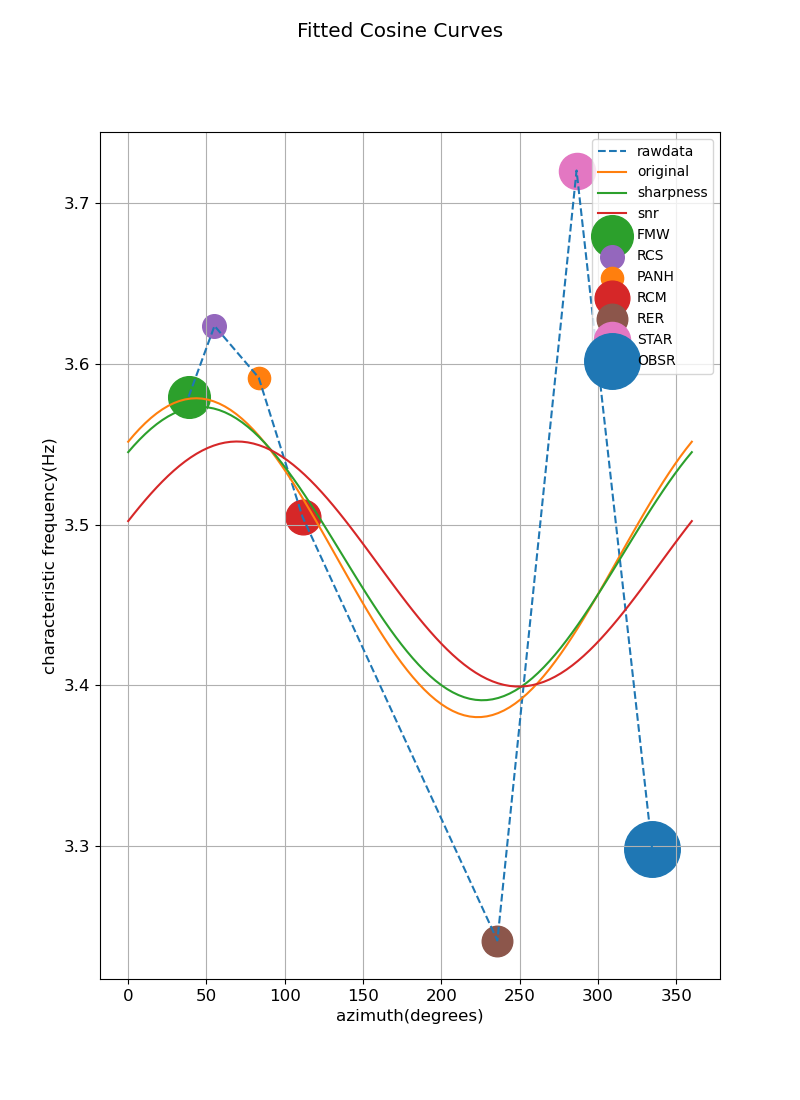 Fitted Cosine Curves
rawdata
original
sharpness
snr
FMW
RCS
PANH
RCM
RER
STAR
OBSR
3.7
3.6
3.5
3.4
3.3
characteristic frequency(Hz)
0 50 100 150 200 250 300 350
azimuth(degrees)